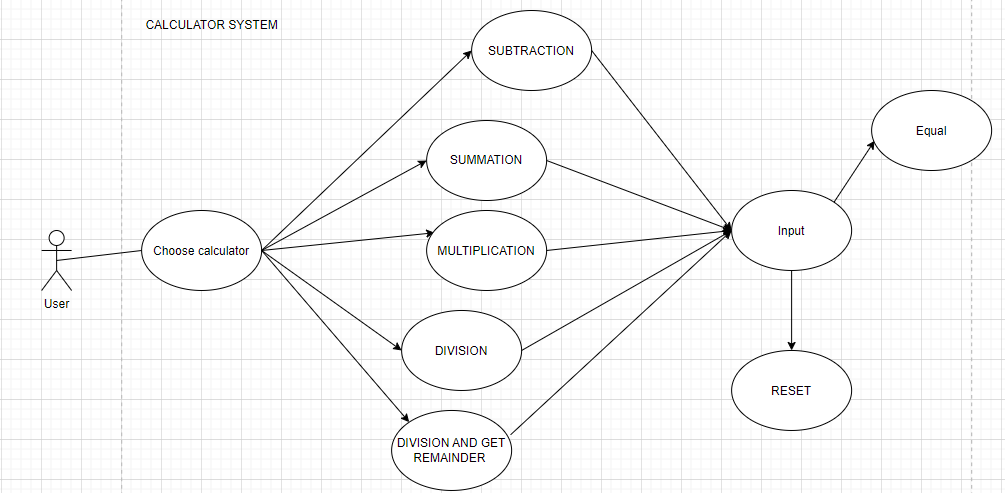 CALCULATOR SYSTEM
SUBTRACTION
Equal
SUMMATION
Input
Choose calculator
MULTIPLICATION
User
DIVISION
RESET
DIVISION AND GET
REMAINDER